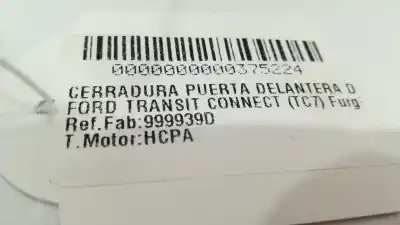 0000000000375224
CERRADURA PUERTA DELANTERA D
FORD TRANSIT CONNECT (TC7) Furg
Ref.Fab:999939D
T.Motor:HCPA